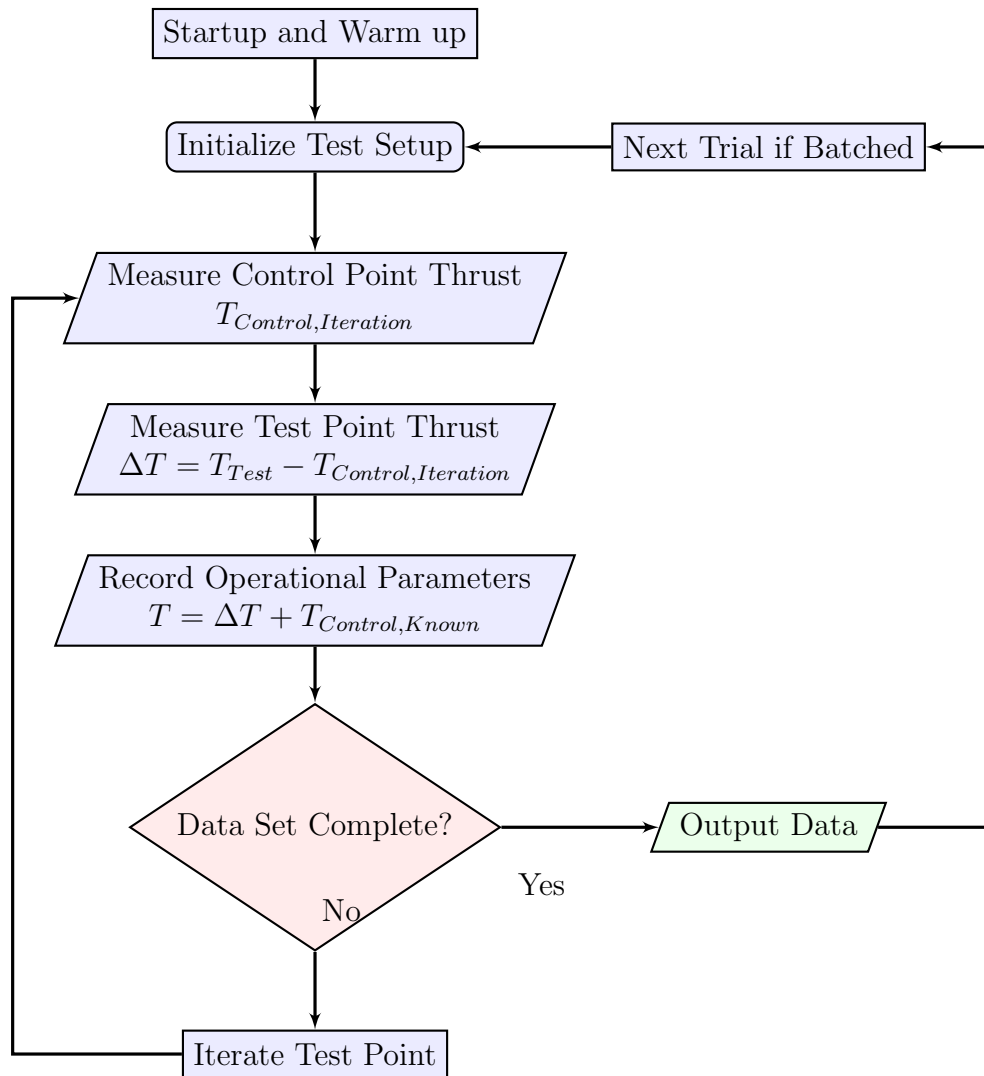 Startup and Warm up
Initialize Test Setup
Next Trial if Batched
Measure Control Point Thrust
$T_{Control,Iteration}$
Measure Test Point Thrust
$\Delta T = T_{Test} - T_{Control,Iteration}$
Record Operational Parameters
$T = \Delta T + T_{Control,Known}$
Data Set Complete?
Output Data
Yes
No
Iterate Test Point